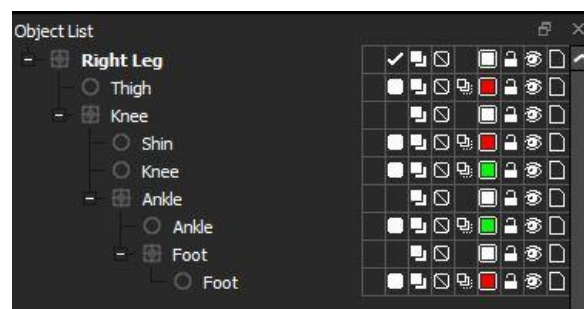 Object List
Right Leg
Thigh
Knee
Shin
Knee
Ankle
Ankle
Foot
Foot